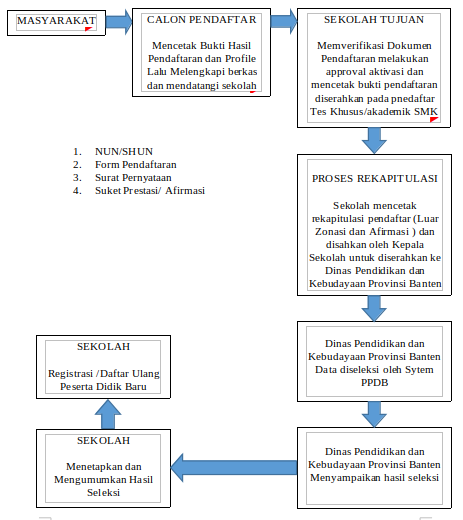 MASYARAKAT
CALON PENDAFTAR
Mencetak Bukti Hasil
Pendaftaran dan Profile
Lalu Melengkapi berkas
dan mendatangi sekolah
SEKOLAH TUJUAN
Memverifikasi Dokumen
Pendaftaran melakukan
approval aktivasi dan
mencetak bukti pendaftaran
diserahkan pada pnedaftar
Tes Khusus/akademik SMK
1. NUN/SHUN
2. Form Pendaftaran
3. Surat Pernyataan
4. Suket Prestasi/ Afirmasi
PROSES REKAPITULASI
Sekolah mencetak
rekapitulasi pendaftar (Luar
Zonasi dan Afirmasi ) dan
disahkan oleh Kepala
Sekolah untuk diserahkan ke
Dinas Pendidikan dan
Kebudayaan Provinsi Banten
Dinas Pendidikan dan
Kebudayaan Provinsi Banten
Data diseleksi oleh Sytem
PPDB
Dinas Pendidikan dan
Kebudayaan Provinsi Banten
Menyampaikan hasil seleksi
SEKOLAH
Menetapkan dan
Mengumumkan Hasil
Seleksi
SEKOLAH
Registrasi /Daftar Ulang
Peserta Didik Baru